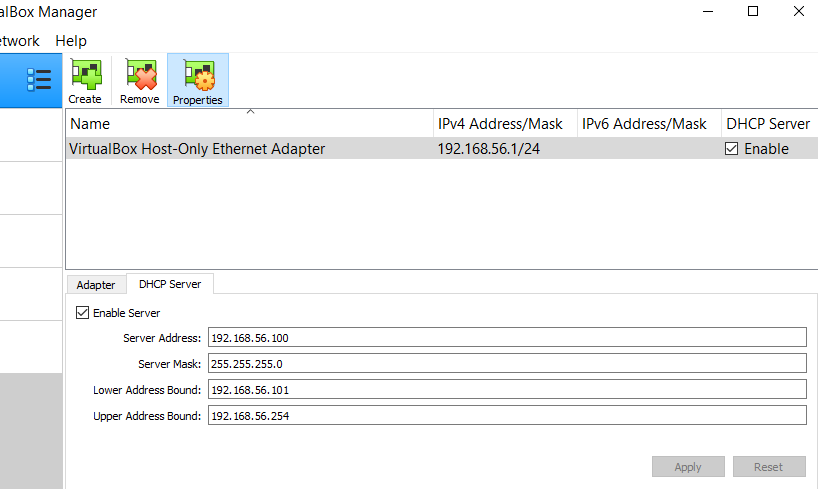 alBox Manager
etwork Help
Create Remove Properties
Name IPv4 Address/Mask IPv6 Address/Mask DHCP Server
VirtualBox Host-Only Ethernet Adapter 192.168.56.1/24 Enable
Adapter DHCP Server
Enable Server
Server Address: 192.168.56.100
Server Mask: 255.255.255.0
Lower Address Bound: 192.168.56.101
Upper Address Bound: 192.168.56.254
Apply Reset